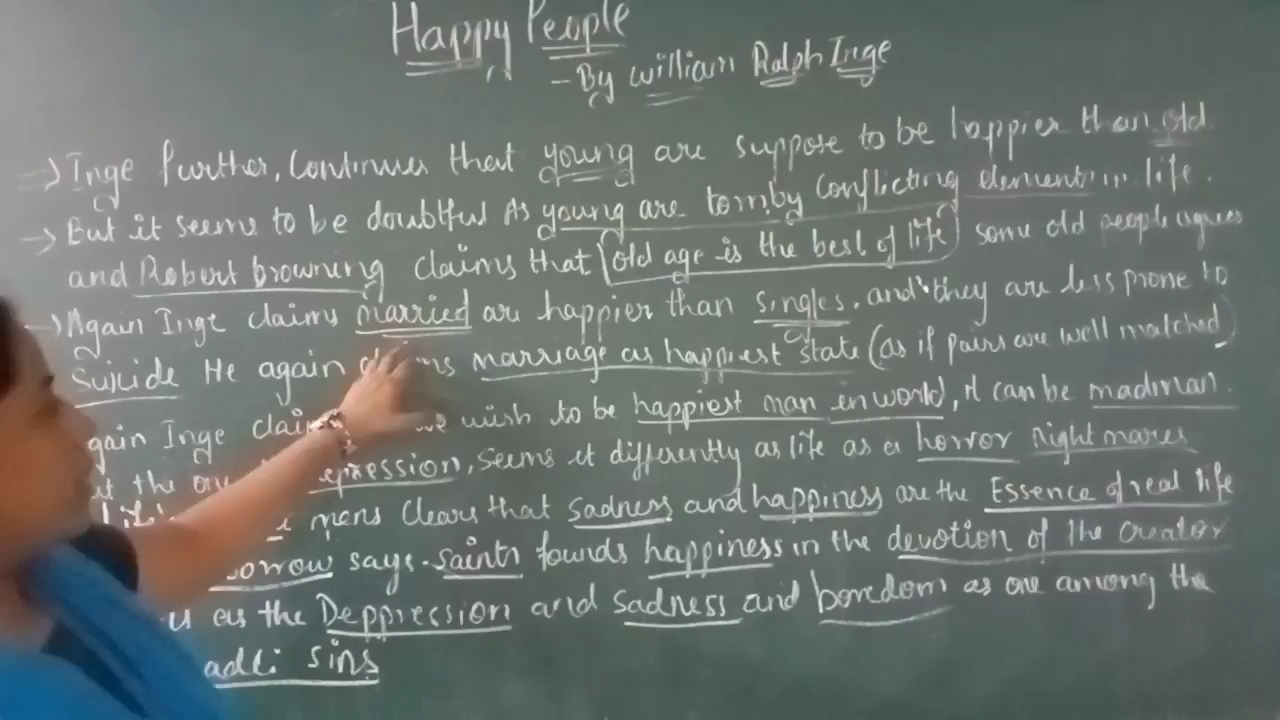 Happy People
- By William Ralph Inge
→ Inge further, Continues that young are suppose to be happier than old
→ But it seems to be doubtful As young are torn by conflicting elements in life.
and Robert browning claims that (old age is the best of life) some old people agrees
→ Again Inge claims married are happier than singles. and they are less prone to
Suicide He again marriage as happiest state (as if pairs are well matched)
gain Inge wish to be happiest man in world, it can be madman.
the epression, seems it differently as life as a horror night mares
mens clears that sadness and happiness are the Essence of real life
orrow says. saints founds happiness in the devotion of the creator
as the Deppression and sadness and boredom as one among the
sins